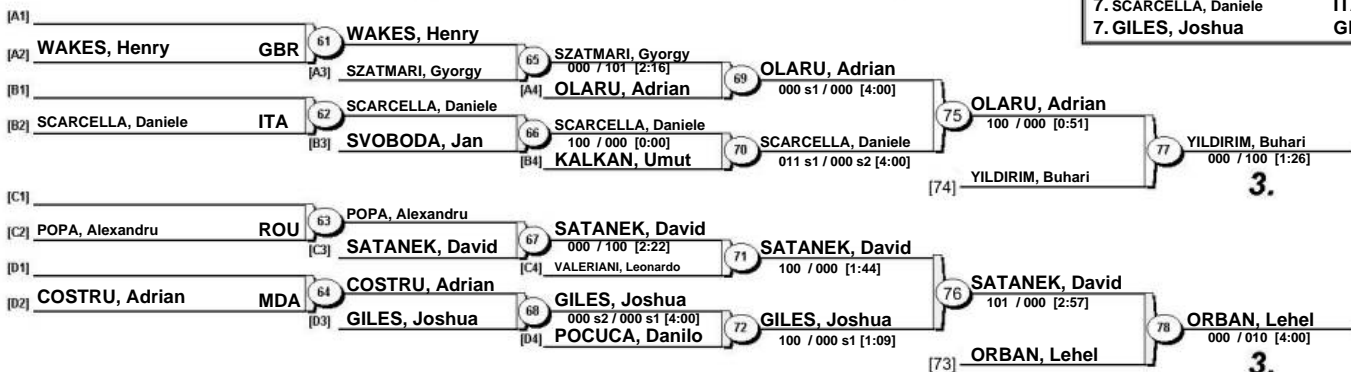 7. SCARCELLA, Daniele
7. GILES, Joshua
[A1]
[A2] WAKES, Henry GBR
61
WAKES, Henry
[A3] SZATMARI, Gyorgy
65
SZATMARI, Gyorgy
000 / 101 [2:16]
[A4] OLARU, Adrian
69
OLARU, Adrian
000 s1 / 000 [4:00]
[B1]
[B2] SCARCELLA, Daniele ITA
62
SCARCELLA, Daniele
[B3] SVOBODA, Jan
66
SCARCELLA, Daniele
100 / 000 [0:00]
[B4] KALKAN, Umut
70
SCARCELLA, Daniele
011 s1 / 000 s2 [4:00]
75
OLARU, Adrian
100 / 000 [0:51]
[74] YILDIRIM, Buhari
77
YILDIRIM, Buhari
000 / 100 [1:26]
3.
[C1]
[C2] POPA, Alexandru ROU
63
POPA, Alexandru
[C3] SATANEK, David
67
SATANEK, David
000 / 100 [2:22]
[C4] VALERIANI, Leonardo
71
SATANEK, David
100 / 000 [1:44]
[D1]
[D2] COSTRU, Adrian MDA
64
COSTRU, Adrian
[D3] GILES, Joshua
68
GILES, Joshua
000 s2 / 000 s1 [4:00]
[D4] POCUCA, Danilo
72
GILES, Joshua
100 / 000 s1 [1:09]
76
SATANEK, David
101 / 000 [2:57]
[73] ORBAN, Lehel
78
ORBAN, Lehel
000 / 010 [4:00]
3.